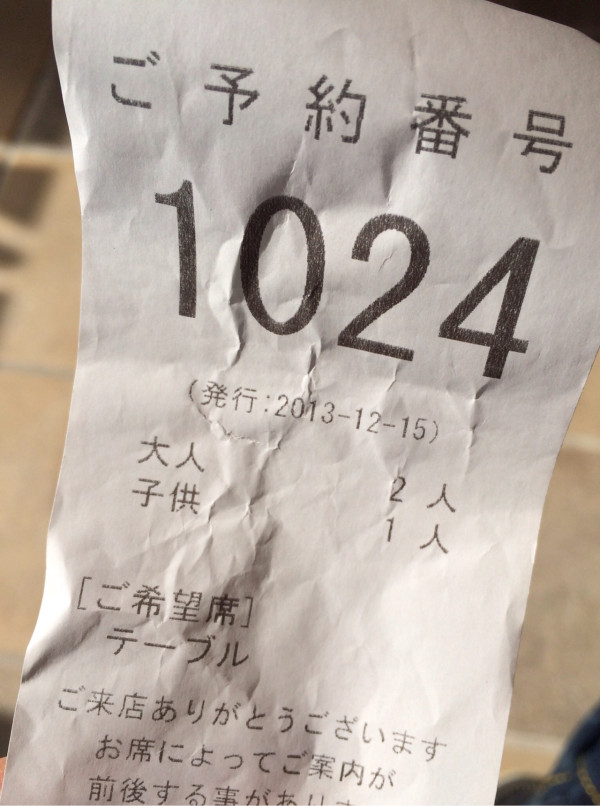 ご予約番号
1024
(発行:2013-12-15)
大人 2人
子供 1人
[ご希望席]
テーブル
ご来店ありがとうございます
お席によってご案内が
前後する事があります